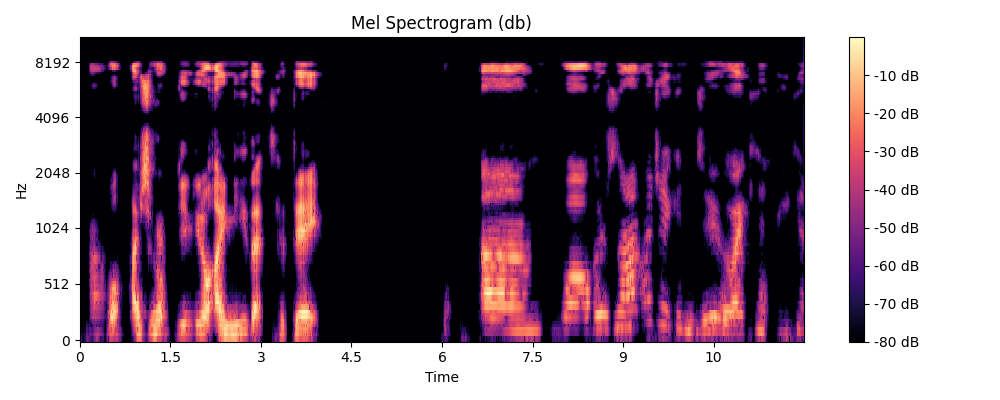 Mel Spectrogram (db)
8192
4096
2048
1024
512
0
Hz
0 1.5 3 4.5 6 7.5 9 10
Time
-10 dB
-20 dB
-30 dB
-40 dB
-50 dB
-60 dB
-70 dB
-80 dB